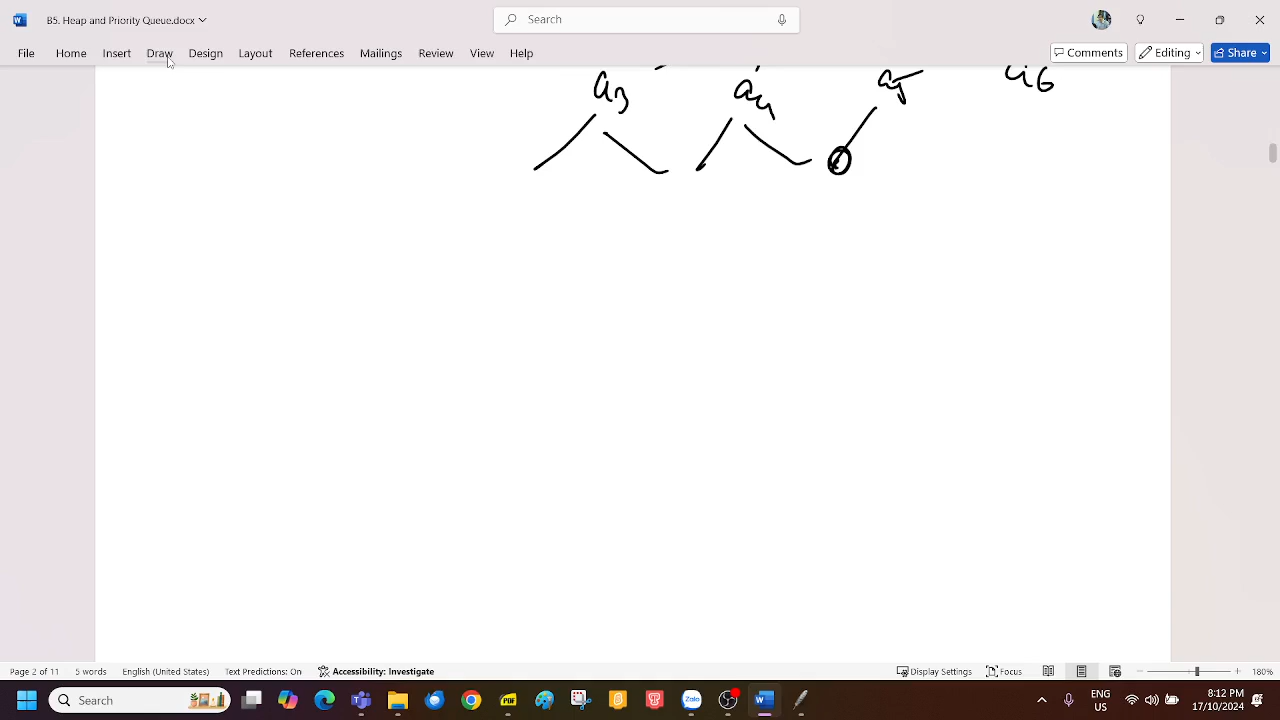 B5. Heap and Priority Queue.docx
Search
File Home Insert Draw Design Layout References Mailings Review View Help
Comments Editing Share
a3 a4 a5 a6
Page 2 of 11 5 words English (United States) Text Predictions: On Accessibility: Investigate Display Settings Focus 180%
Search PDF Zalo ENG US 8:12 PM 17/10/2024